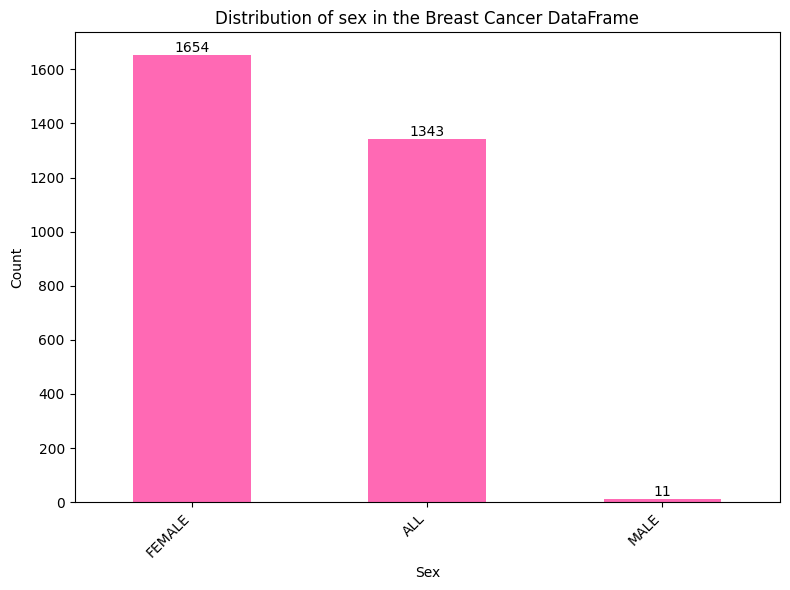 Distribution of sex in the Breast Cancer DataFrame
Count
1600
1400
1200
1000
800
600
400
200
0
1654
1343
11
FEMALE
ALL
MALE
Sex